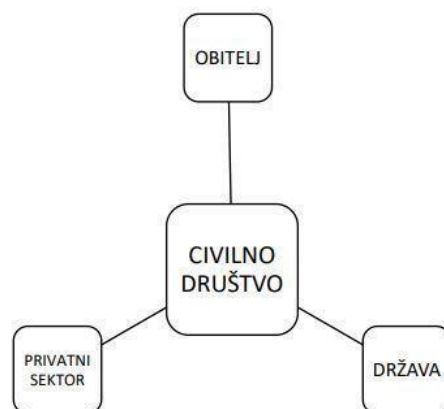 OBITELJ
CIVILNO
DRUŠTVO
PRIVATNI
SEKTOR
DRŽAVA